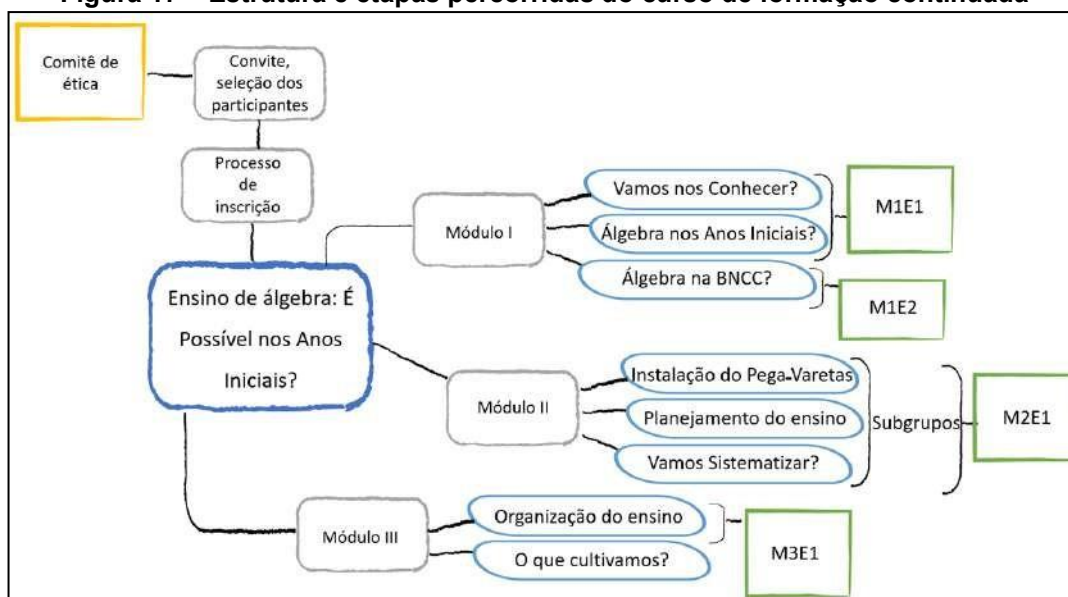 Figura 17 – Estrutura e etapas percorridas do curso de formação continuada
Comitê de
ética
Convite,
seleção dos
participantes
Processo
de
inscrição
Ensino de álgebra: É
Possível nos Anos
Iniciais?
Módulo I
Vamos nos Conhecer?
Álgebra nos Anos Iniciais?
Álgebra na BNCC?
M1E1
M1E2
Módulo II
Instalação do Pega-Varetas
Planejamento do ensino
Vamos Sistematizar?
Subgrupos
M2E1
Módulo III
Organização do ensino
O que cultivamos?
M3E1